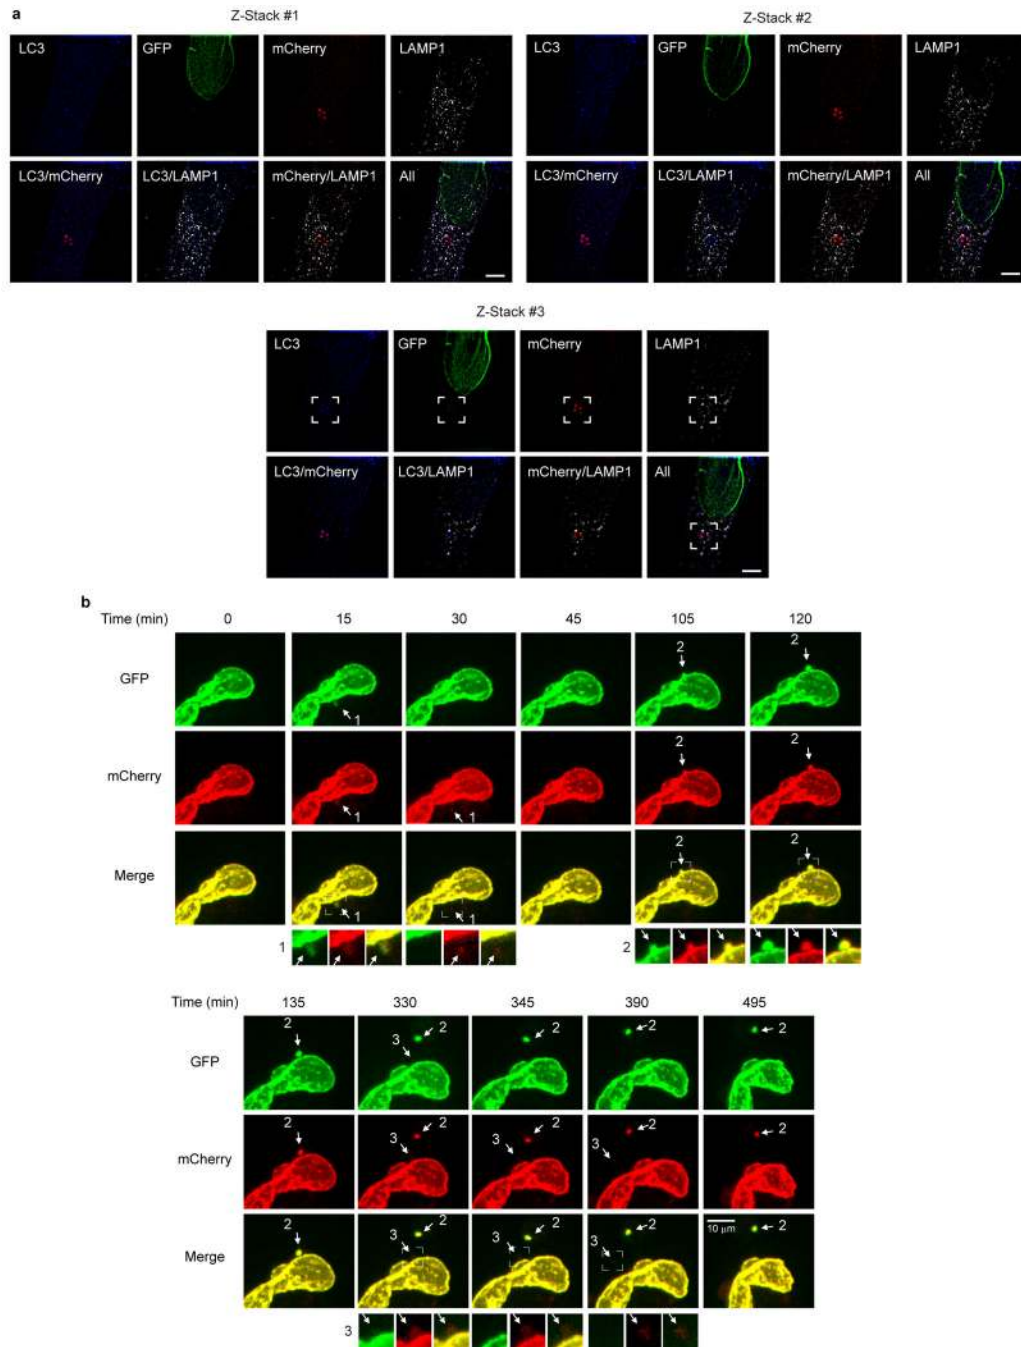 a
Z-Stack #1
Z-Stack #2
LC3 GFP mCherry LAMP1 LC3 GFP mCherry LAMP1
LC3/mCherry LC3/LAMP1 mCherry/LAMP1 All LC3/mCherry LC3/LAMP1 mCherry/LAMP1 All
Z-Stack #3
LC3 GFP mCherry LAMP1
LC3/mCherry LC3/LAMP1 mCherry/LAMP1 All
b
Time (min) 0 15 30 45 105 120
GFP 1 2 2
mCherry 1 1 2 2
Merge 1 1 2 2
1 2
Time (min) 135 330 345 390 495
GFP 2 3 2 2 2 2
mCherry 2 3 2 3 2 3 2 2
Merge 2 3 2 3 2 3 2 2
10 µm
3